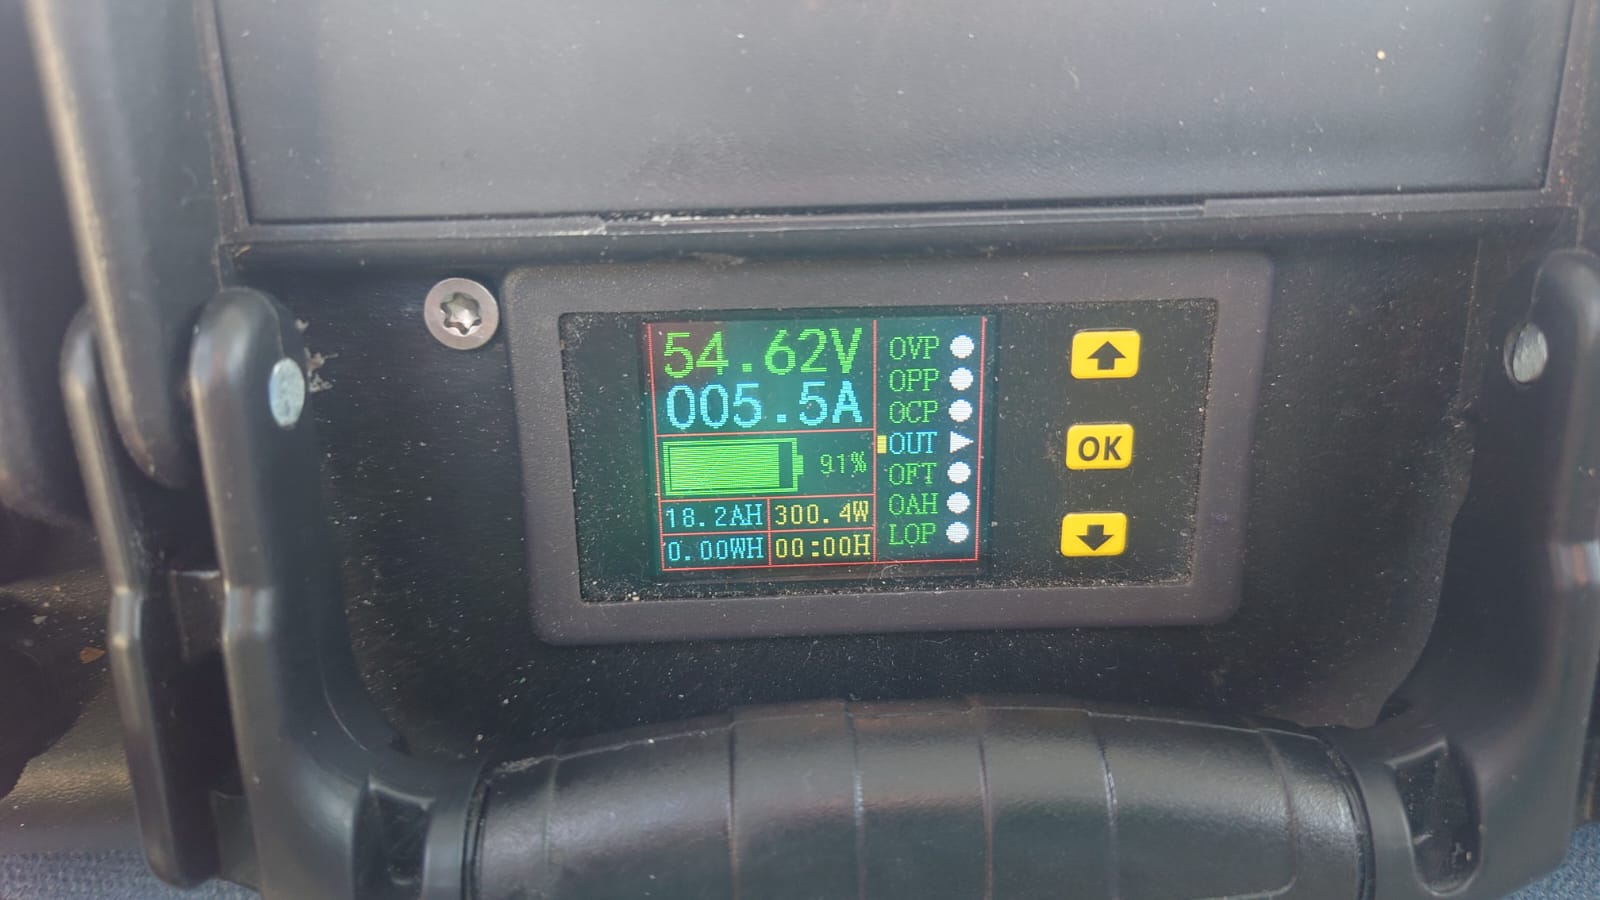 54.62V
005.5A
91%
18.2AH 300.4W
0.00WH 00:00H
OVP
OPP
OCP
OUT
OFT
OAH
LOP
OK